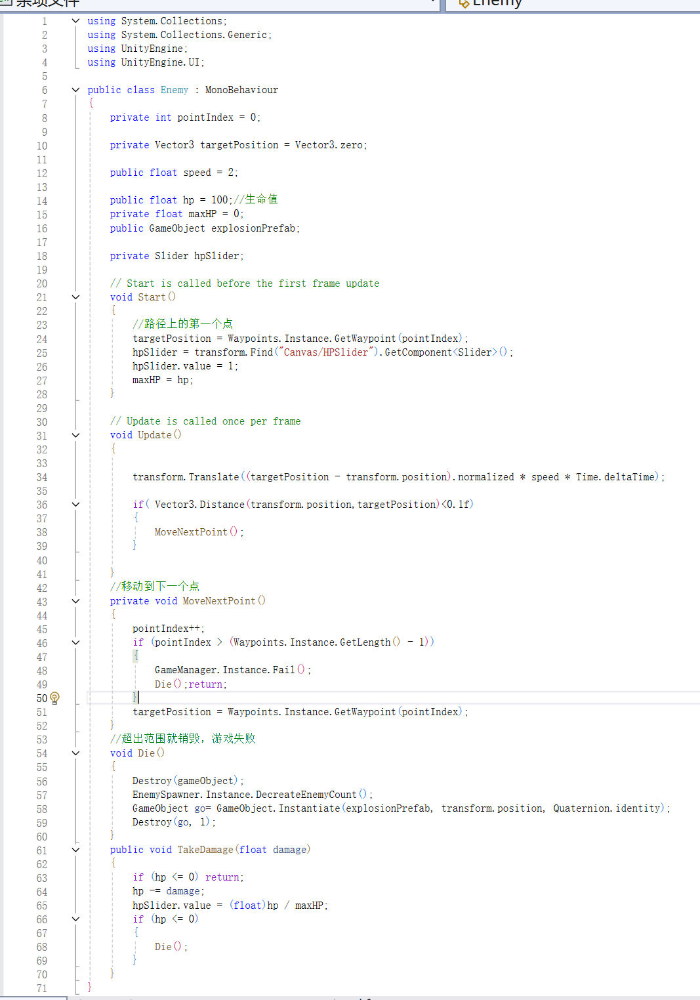 杂项文件
Enemy
1 using System.Collections;
2 using System.Collections.Generic;
3 using UnityEngine;
4 using UnityEngine.UI;
5
6 public class Enemy : MonoBehaviour
7 {
8 private int pointIndex = 0;
9
10 private Vector3 targetPosition = Vector3.zero;
11
12 public float speed = 2;
13
14 public float hp = 100;//生命值
15 private float maxHP = 0;
16 public GameObject explosionPrefab;
17
18 private Slider hpSlider;
19
20 // Start is called before the first frame update
21 void Start()
22 {
23 //路径上的第一个点
24 targetPosition = Waypoints.Instance.GetWaypoint(pointIndex);
25 hpSlider = transform.Find("Canvas/HPSlider").GetComponent<Slider>();
26 hpSlider.value = 1;
27 maxHP = hp;
28 }
29
30 // Update is called once per frame
31 void Update()
32 {
33
34 transform.Translate((targetPosition - transform.position).normalized * speed * Time.deltaTime);
35
36 if( Vector3.Distance(transform.position,targetPosition)<0.1f)
37 {
38 MoveNextPoint();
39 }
40
41 }
42 //移动到下一个点
43 private void MoveNextPoint()
44 {
45 pointIndex++;
46 if (pointIndex > (Waypoints.Instance.GetLength() - 1))
47 {
48 GameManager.Instance.Fail();
49 Die();return;
50 }
51 targetPosition = Waypoints.Instance.GetWaypoint(pointIndex);
52 }
53 //超出范围就销毁，游戏失败
54 void Die()
55 {
56 Destroy(gameObject);
57 EnemySpawner.Instance.DecreateEnemyCount();
58 GameObject go= GameObject.Instantiate(explosionPrefab, transform.position, Quaternion.identity);
59 Destroy(go, 1);
60 }
61 public void TakeDamage(float damage)
62 {
63 if (hp <= 0) return;
64 hp -= damage;
65 hpSlider.value = (float)hp / maxHP;
66 if (hp <= 0)
67 {
68 Die();
69 }
70 }
71 }